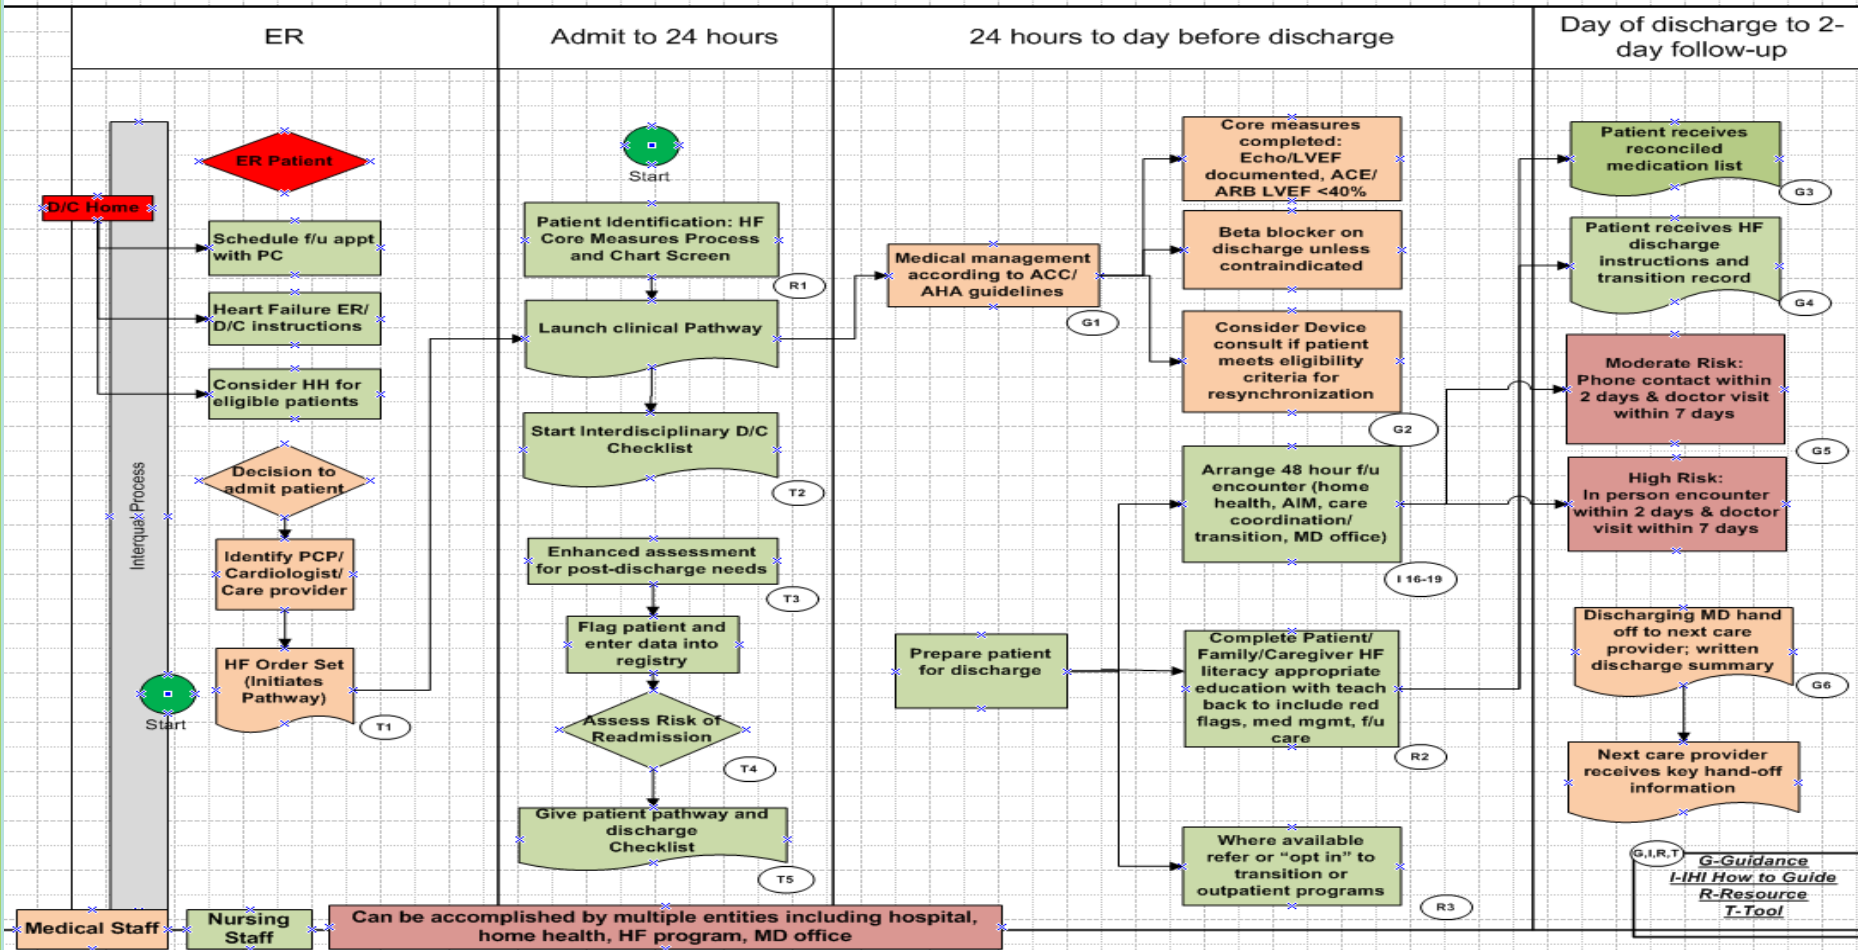 ER
Admit to 24 hours
24 hours to day before discharge
Day of discharge to 2-
day follow-up
Interqual Process
ER Patient
D/C Home
Schedule f/u appt
with PC
Heart Failure ER/
D/C instructions
Consider HH for
eligible patients
Decision to
admit patient
Identify PCP/
Cardiologist/
Care provider
HF Order Set
(Initiates
Pathway)
Start
T1
Start
Patient Identification: HF
Core Measures Process
and Chart Screen
R1
Launch clinical Pathway
Start Interdisciplinary D/C
Checklist
T2
Enhanced assessment
for post-discharge needs
T3
Flag patient and
enter data into
registry
Assess Risk of
Readmission
T4
Give patient pathway and
discharge
Checklist
T5
Medical management
according to ACC/
AHA guidelines
G1
Prepare patient
for discharge
Core measures
completed:
Echo/LVEF
documented, ACE/
ARB LVEF <40%
Beta blocker on
discharge unless
contraindicated
Consider Device
consult if patient
meets eligibility
criteria for
resynchronization
G2
Arrange 48 hour f/u
encounter (home
health, AIM, care
coordination/
transition, MD office)
I 16-19
Complete Patient/
Family/Caregiver HF
literacy appropriate
education with teach
back to include red
flags, med mgmt, f/u
care
R2
Where available
refer or “opt in” to
transition or
outpatient programs
R3
Patient receives
reconciled
medication list
G3
Patient receives HF
discharge
instructions and
transition record
G4
Moderate Risk:
Phone contact within
2 days & doctor visit
within 7 days
G5
High Risk:
In person encounter
within 2 days & doctor
visit within 7 days
Discharging MD hand
off to next care
provider; written
discharge summary
G6
Next care provider
receives key hand-off
information
G,I,R,T
G-Guidance
I-IHI How to Guide
R-Resource
T-Tool
Medical Staff
Nursing
Staff
Can be accomplished by multiple entities including hospital,
home health, HF program, MD office